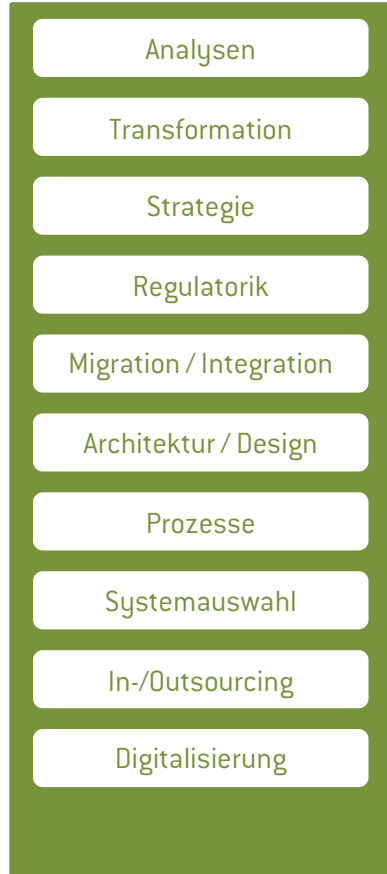 Analysen
Transformation
Strategie
Regulatorik
Migration / Integration
Architektur / Design
Prozesse
Systemauswahl
In-/Outsourcing
Digitalisierung